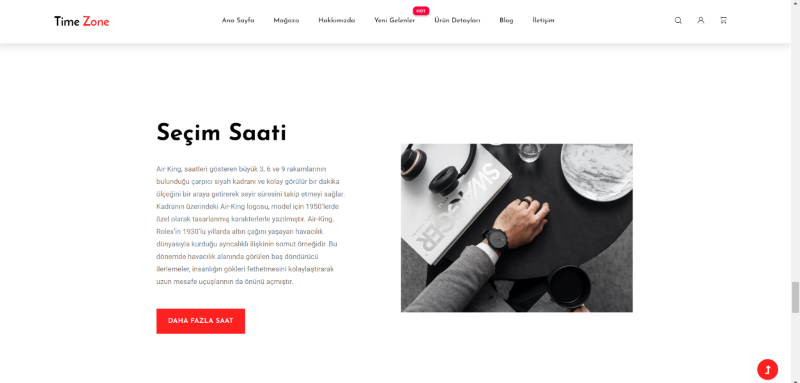 Time Zone
Ana Sayfa
Mağaza
Hakkımızda
Yeni Gelenler
HOT
Ürün Detayları
Blog
İletişim
Seçim Saati
Air-King, saatleri gösteren büyük 3, 6 ve 9 rakamlarının
bulunduğu çarpıcı siyah kadranı ve kolay görülür bir dakika
ölçeğini bir araya getirerek seyir süresini takip etmeyi sağlar.
Kadranın üzerindeki Air-King logosu, model için 1950'lerde
özel olarak tasarlanmış karakterlerle yazılmıştır. Air-King,
Rolex'in 1930'lu yıllarda altın çağını yaşayan havacılık
dünyasıyla kurduğu ayrıcalıklı ilişkinin somut örneğidir. Bu
dönemde havacılık alanında görülen baş döndürücü
ilerlemeler, insanlığın gökleri fethetmesini kolaylaştırarak
uzun mesafe uçuşlarının da önünü açmıştır.
DAHA FAZLA SAAT